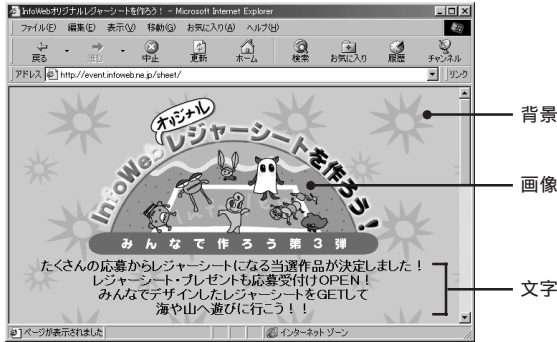 InfoWebオリジナルレジャーシートを作ろう! - Microsoft Internet Explorer
ファイル(F) 編集(E) 表示(V) 移動(G) お気に入り(A) ヘルプ(H)
戻る 進む 中止 更新 ホーム 検索 お気に入り 履歴 チャンネル
アドレス http://event.infoweb.ne.jp/sheet/ リンク
背景
オリジナル
InfoWebレジャーシートを作ろう!
画像
みんなで作ろう第3弾
たくさんの応募からレジャーシートになる当選作品が決定しました!
レジャーシート・プレゼントも応募受付けOPEN!
みんなでデザインしたレジャーシートをGETして
海や山へ遊びに行こう!!
文字
ページが表示されました インターネット ゾーン